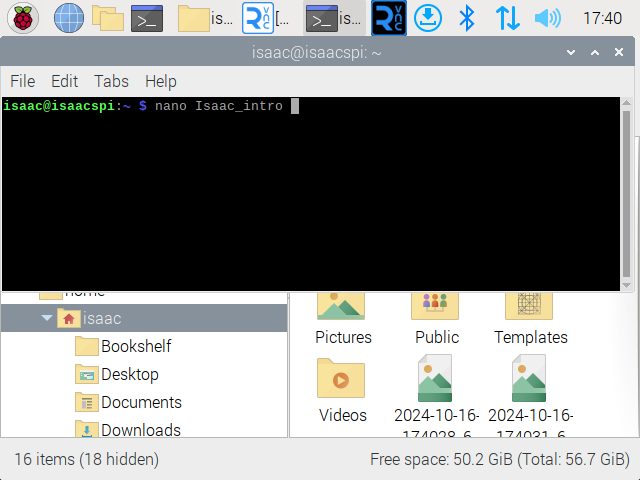 is...
[...
is...
17:40
isaac@isaacspi: ~
File Edit Tabs Help
isaac@isaacspi:~ $ nano Isaac_intro
home
isaac
Bookshelf
Desktop
Documents
Downloads
Pictures
Public
Templates
Videos
2024-10-16-
174028_6
2024-10-16-
174031_6
16 items (18 hidden)
Free space: 50.2 GiB (Total: 56.7 GiB)